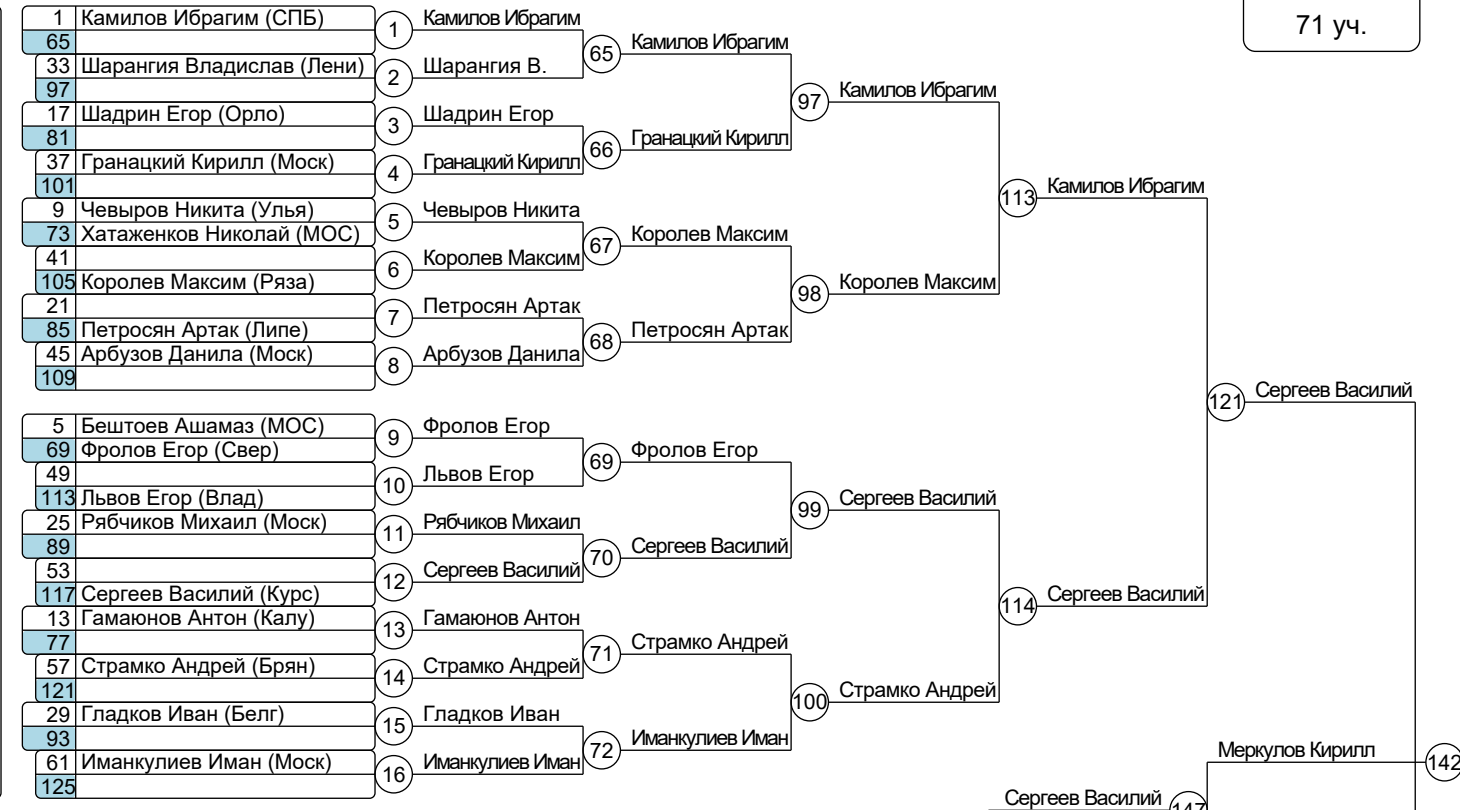 71 уч.
1 Камилов Ибрагим (СПБ)
65
33 Шарангия Владислав (Лени)
97
17 Шадрин Егор (Орло)
81
37 Гранацкий Кирилл (Моск)
101
9 Чевыров Никита (Улья)
73 Хатаженков Николай (МОС)
41
105 Королев Максим (Ряза)
21
85 Петросян Артак (Липе)
45 Арбузов Данила (Моск)
109
5 Бештоев Ашамаз (МОС)
69 Фролов Егор (Свер)
49
113 Львов Егор (Влад)
25 Рябчиков Михаил (Моск)
89
53
117 Сергеев Василий (Курс)
13 Гамаюнов Антон (Калу)
77
57 Страмко Андрей (Брян)
121
29 Гладков Иван (Белг)
93
61 Иманкулиев Иман (Моск)
125
1 Камилов Ибрагим
2 Шарангия В.
3 Шадрин Егор
4 Гранацкий Кирилл
5 Чевыров Никита
6 Королев Максим
7 Петросян Артак
8 Арбузов Данила
9 Фролов Егор
10 Львов Егор
11 Рябчиков Михаил
12 Сергеев Василий
13 Гамаюнов Антон
14 Страмко Андрей
15 Гладков Иван
16 Иманкулиев Иман
65 Камилов Ибрагим
66 Гранацкий Кирилл
67 Королев Максим
68 Петросян Артак
69 Фролов Егор
70 Сергеев Василий
71 Страмко Андрей
72 Иманкулиев Иман
97 Камилов Ибрагим
98 Королев Максим
99 Сергеев Василий
100 Страмко Андрей
113 Камилов Ибрагим
114 Сергеев Василий
121 Сергеев Василий
Меркулов Кирилл 142
Сергеев Василий 147